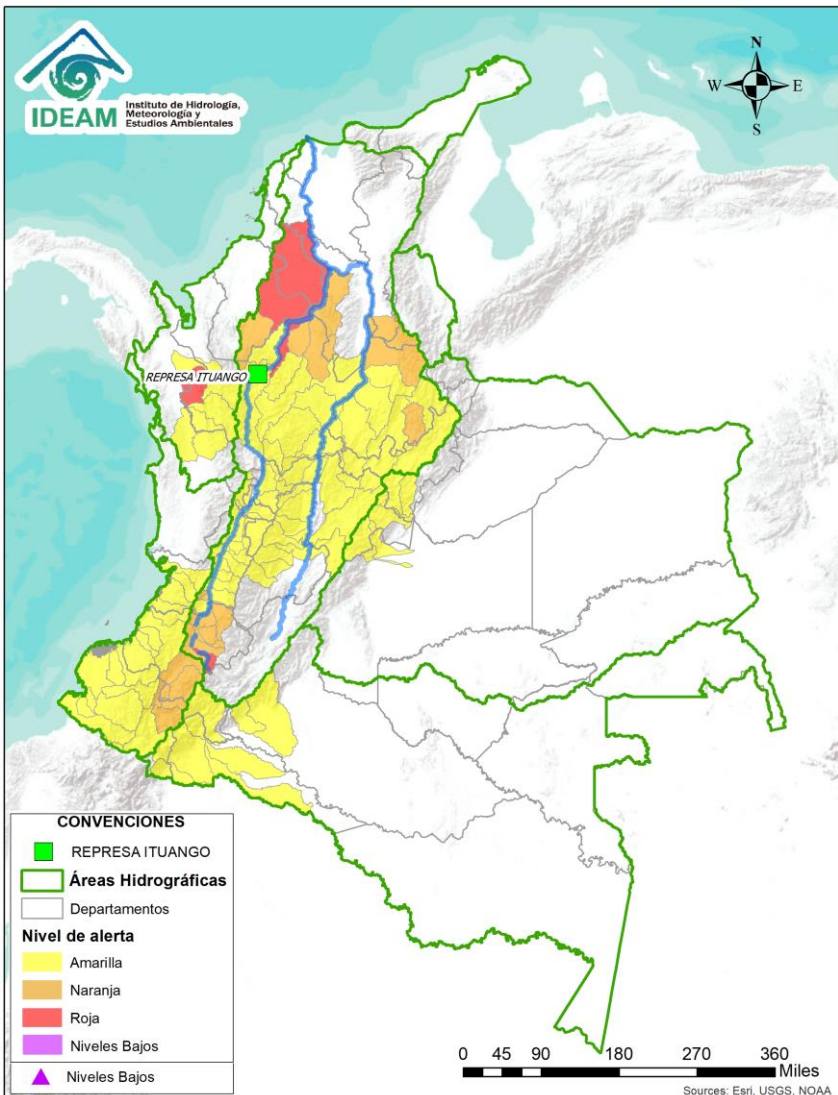 IDEAM
Instituto de Hidrología,
Meteorología y
Estudios Ambientales
N
W
E
S
REPRESA ITUANGO
CONVENCIONES
REPRESA ITUANGO
Áreas Hidrográficas
Departamentos
Nivel de alerta
Amarilla
Naranja
Roja
Niveles Bajos
Niveles Bajos
0 45 90 180 270 360
Miles
Sources: Esri, USGS, NOAA